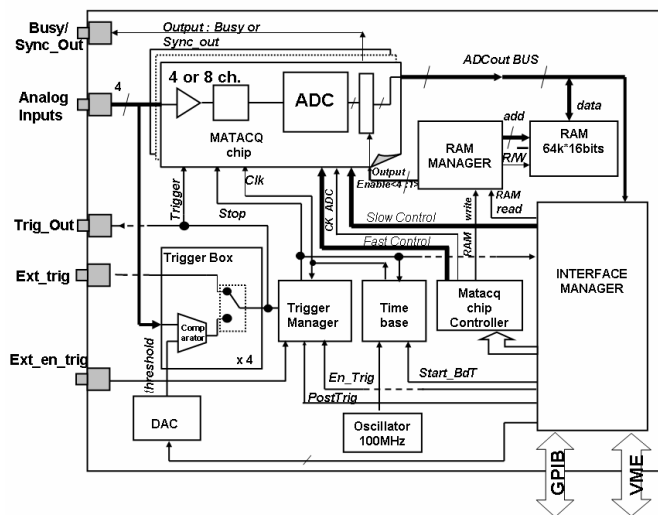 Busy/
Sync_Out
Output : Busy or
Sync_out
4
Analog
Inputs
4 or 8 ch.
ADC
MATACQ
chip
ADCout BUS
data
add
R/W
RAM
MANAGER
RAM
64k*16bits
Output
Enable<4 :1>
Clk
Trigger
Stop
CK ADC
RAM write
RAM
read
Slow Control
Fast Control
Trig_Out
Ext_trig
Trigger Box
Comp
arator
x 4
Trigger
Manager
Time
base
Matacq
chip
Controller
INTERFACE
MANAGER
Ext_en_trig
threshold
En_Trig
Start_BdT
PostTrig
DAC
Oscillator
100MHz
GPIB
VME